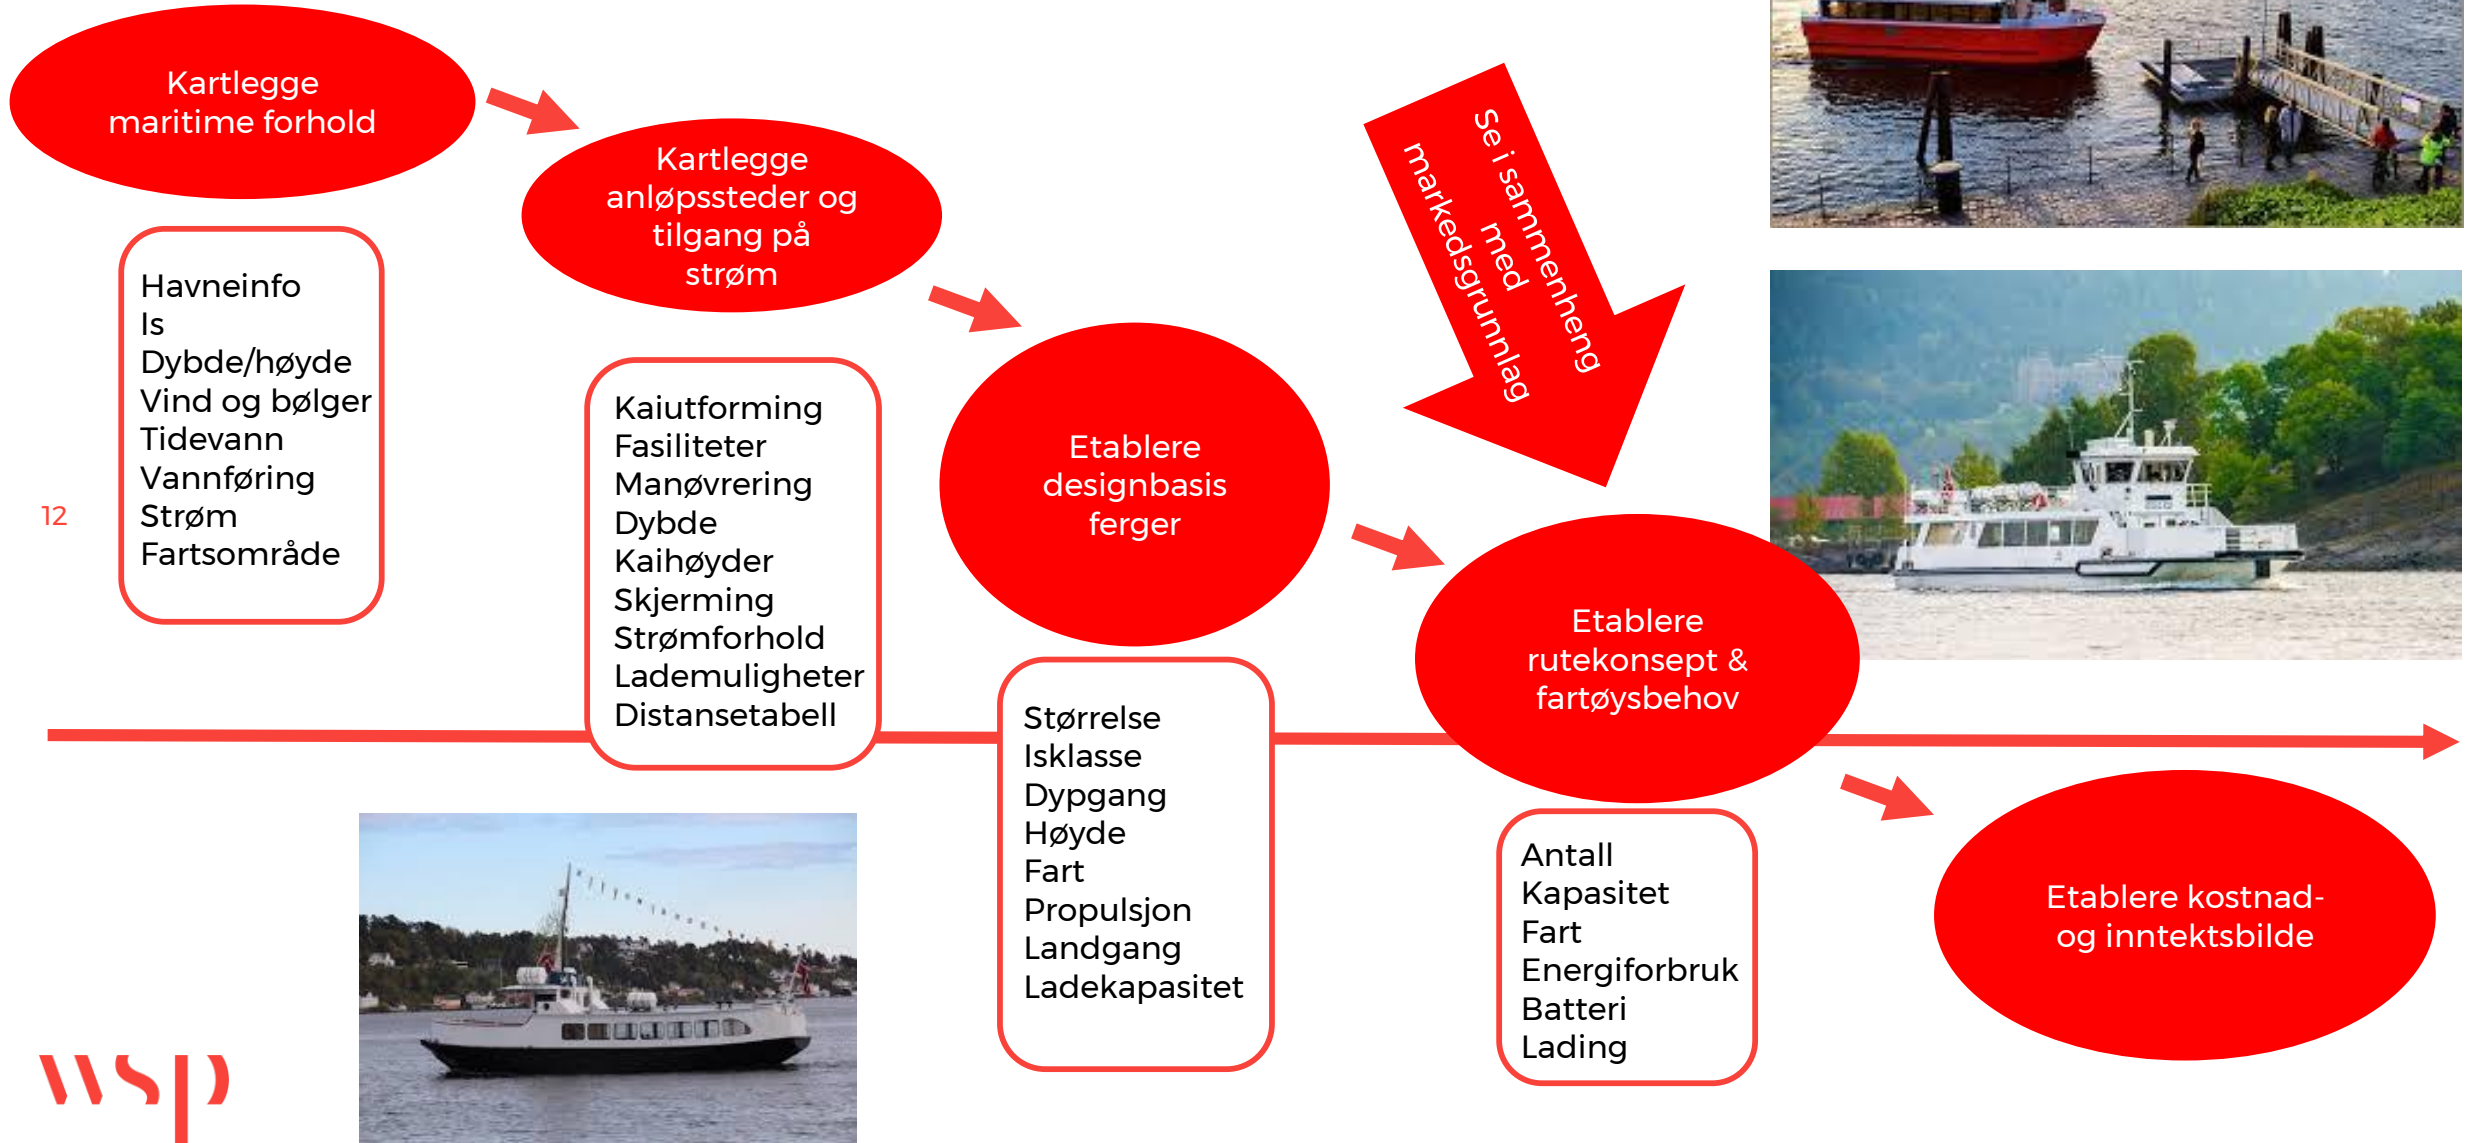 Kartlegge
maritime forhold
Havneinfo
Is
Dybde/høyde
Vind og bølger
Tidevann
Vannføring
Strøm
Fartsområde
Kartlegge
anløpssteder og
tilgang på
strøm
Kaiutforming
Fasiliteter
Manøvrering
Dybde
Kaihøyder
Skjerming
Strømforhold
Lademuligheter
Distansetabell
Etablere
designbasis
ferger
Størrelse
Isklasse
Dypgang
Høyde
Fart
Propulsjon
Landgang
Ladekapasitet
Se i sammenheng
med
markedsgrunnlag
Etablere
rutekonsept &
fartøysbehov
Antall
Kapasitet
Fart
Energiforbruk
Batteri
Lading
Etablere kostnad-
og inntektsbilde
12
wsp